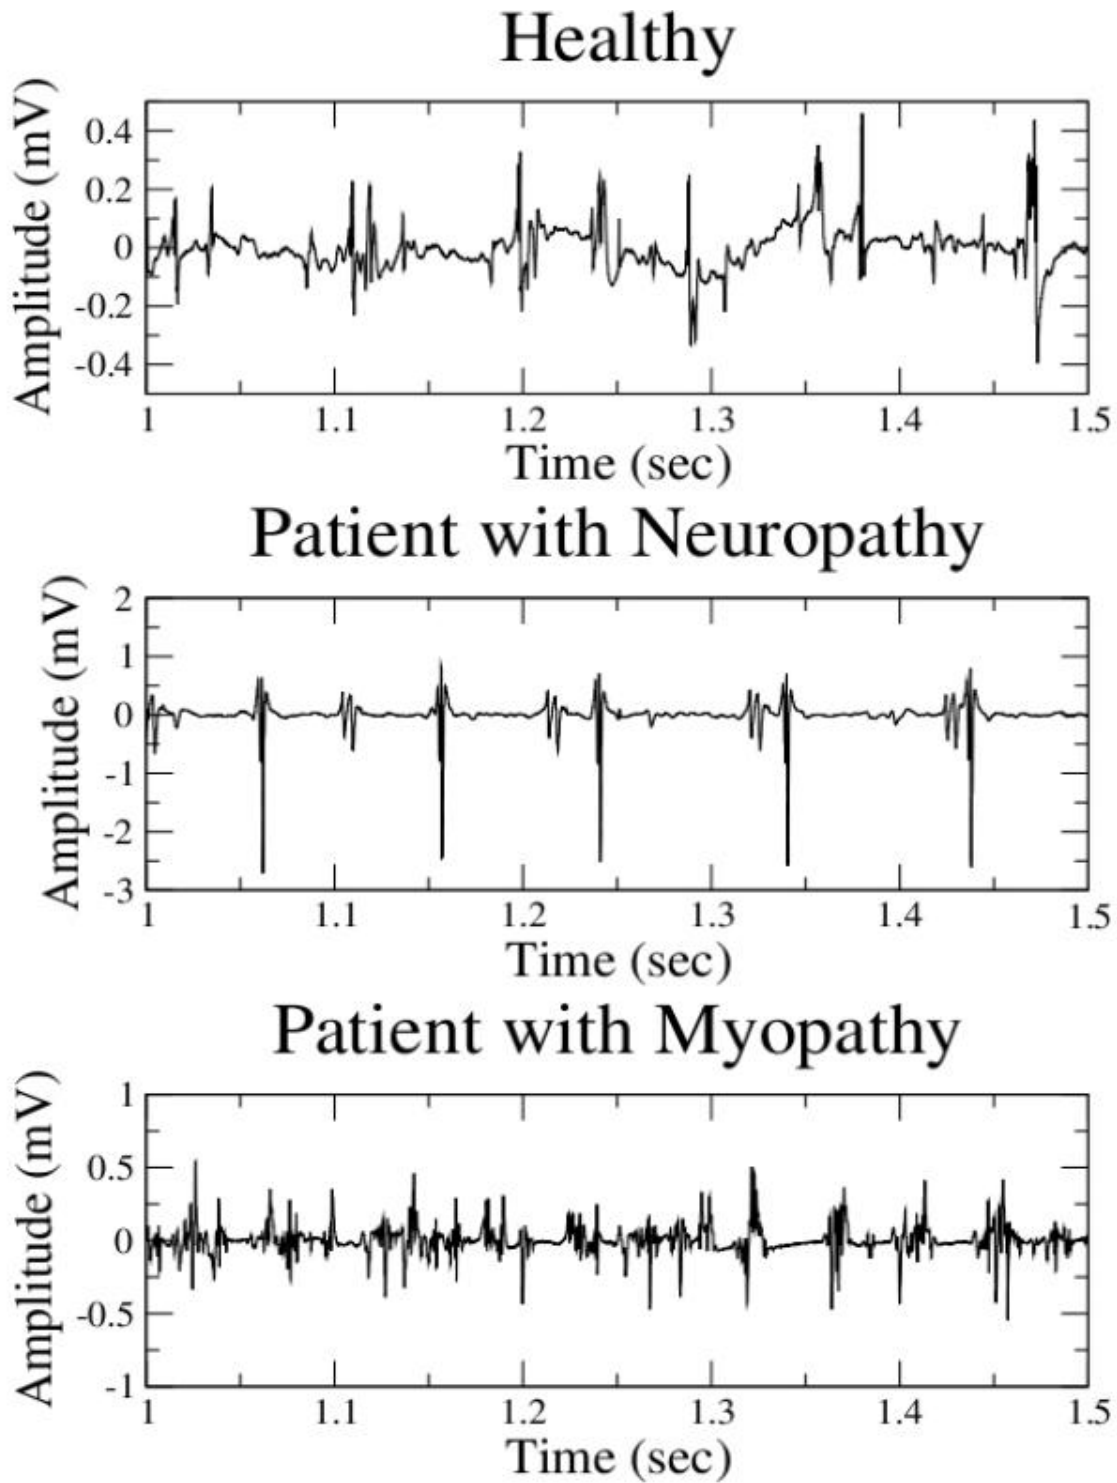 Healthy
Amplitude (mV)
0.4
0.2
0
-0.2
-0.4
1 1.1 1.2 1.3 1.4 1.5
Time (sec)
Patient with Neuropathy
Amplitude (mV)
2
1
0
-1
-2
-3
1 1.1 1.2 1.3 1.4 1.5
Time (sec)
Patient with Myopathy
Amplitude (mV)
1
0.5
0
-0.5
-1
1 1.1 1.2 1.3 1.4 1.5
Time (sec)